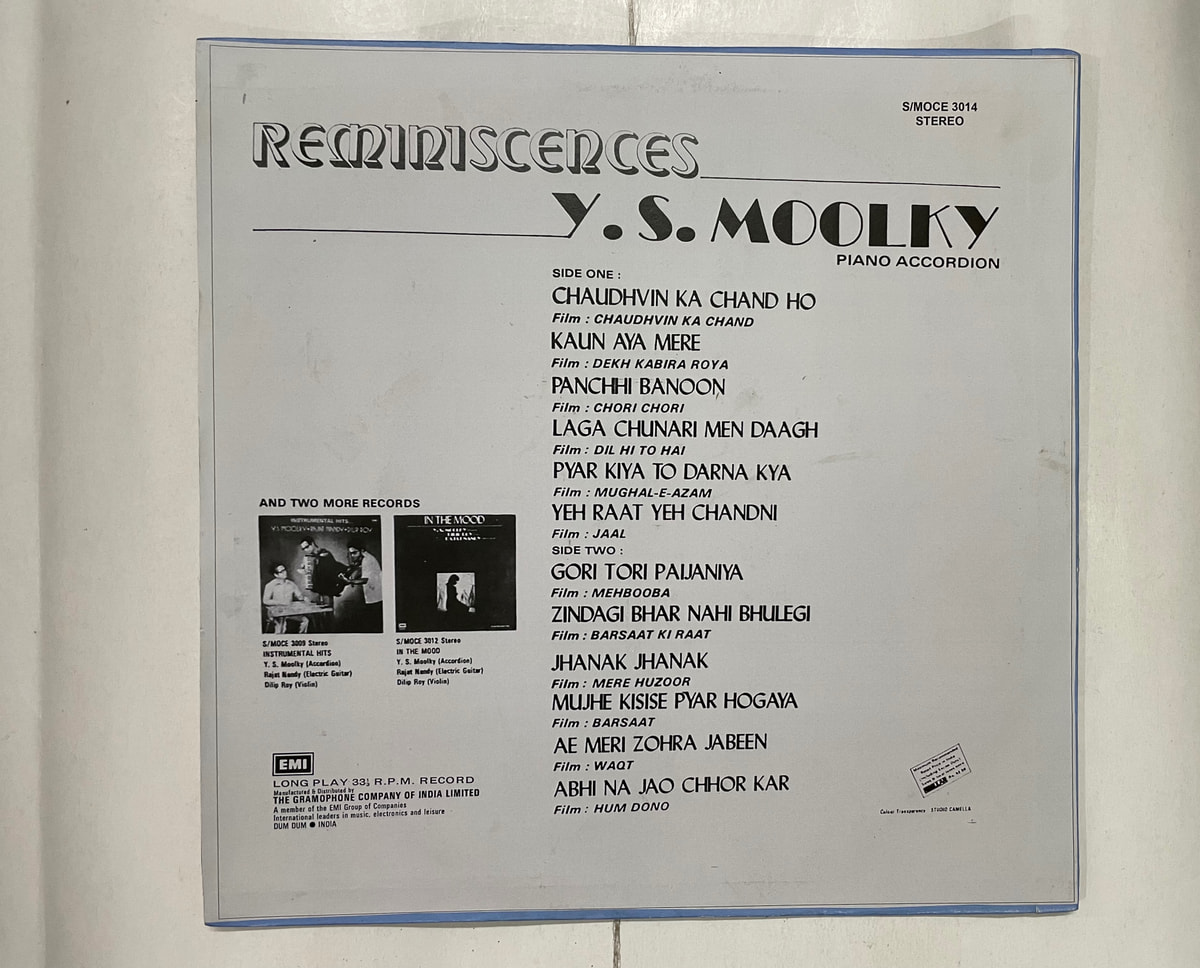 S/MOCE 3014
STEREO
REMINISCENCES
Y. S. MOOLKY
PIANO ACCORDION
SIDE ONE :
CHAUDHVIN KA CHAND HO
Film : CHAUDHVIN KA CHAND
KAUN AYA MERE
Film : DEKH KABIRA ROYA
PANCHHI BANOON
Film : CHORI CHORI
LAGA CHUNARI MEN DAAGH
Film : DIL HI TO HAI
PYAR KIYA TO DARNA KYA
Film : MUGHAL-E-AZAM
YEH RAAT YEH CHANDNI
Film : JAAL
SIDE TWO :
GORI TORI PAIJANIYA
Film : MEHBOOBA
ZINDAGI BHAR NAHI BHULEGI
Film : BARSAAT KI RAAT
JHANAK JHANAK
Film : MERE HUZOOR
MUJHE KISISE PYAR HOGAYA
Film : BARSAAT
AE MERI ZOHRA JABEEN
Film : WAQT
ABHI NA JAO CHHOR KAR
Film : HUM DONO
AND TWO MORE RECORDS
INSTRUMENTAL HITS
Y.S. MOOLKY • RAJAT NANDY • DILIP ROY
IN THE MOOD
S/MOCE 3009 Stereo
INSTRUMENTAL HITS
Y. S. Moolky (Accordion)
Rajat Nandy (Electric Guitar)
Dilip Roy (Violin)
S/MOCE 3012 Stereo
IN THE MOOD
Y. S. Moolky (Accordion)
Rajat Nandy (Electric Guitar)
Dilip Roy (Violin)
EMI
LONG PLAY 33⅓ R.P.M. RECORD
Manufactured & Distributed by
THE GRAMOPHONE COMPANY OF INDIA LIMITED
A member of the EMI Group of Companies
International leaders in music, electronics and leisure
DUM DUM ● INDIA
Colour Transparency STUDIO CAMELLA